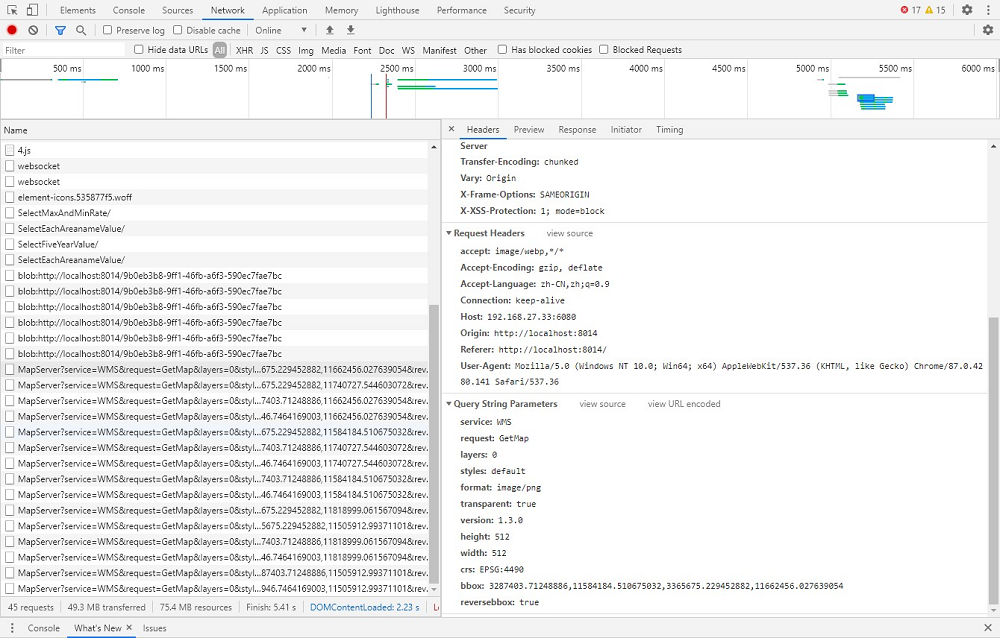 Elements Console Sources Network Application Memory Lighthouse Performance Security 17 15
Preserve log Disable cache Online
Filter Hide data URLs All XHR JS CSS Img Media Font Doc WS Manifest Other Has blocked cookies Blocked Requests
500 ms 1000 ms 1500 ms 2000 ms 2500 ms 3000 ms 3500 ms 4000 ms 4500 ms 5000 ms 5500 ms 6000 ms
Name
4.js
websocket
websocket
element-icons.535877f5.woff
SelectMaxAndMinRate/
SelectEachAreanameValue/
SelectFiveYearValue/
SelectEachAreanameValue/
blob:http://localhost:8014/9b0eb3b8-9ff1-46fb-a6f3-590ec7fae7bc
blob:http://localhost:8014/9b0eb3b8-9ff1-46fb-a6f3-590ec7fae7bc
blob:http://localhost:8014/9b0eb3b8-9ff1-46fb-a6f3-590ec7fae7bc
blob:http://localhost:8014/9b0eb3b8-9ff1-46fb-a6f3-590ec7fae7bc
blob:http://localhost:8014/9b0eb3b8-9ff1-46fb-a6f3-590ec7fae7bc
blob:http://localhost:8014/9b0eb3b8-9ff1-46fb-a6f3-590ec7fae7bc
MapServer?service=WMS&request=GetMap&layers=0&styl...675.229452882,11662456.027639054&rev.
MapServer?service=WMS&request=GetMap&layers=0&styl...675.229452882,11740727.544603072&rev.
MapServer?service=WMS&request=GetMap&layers=0&styl...7403.71248886,11662456.027639054&rev.
MapServer?service=WMS&request=GetMap&layers=0&styl...46.7464169003,11662456.027639054&rev.
MapServer?service=WMS&request=GetMap&layers=0&styl...675.229452882,11584184.510675032&rev.
MapServer?service=WMS&request=GetMap&layers=0&styl...7403.71248886,11740727.544603072&rev.
MapServer?service=WMS&request=GetMap&layers=0&styl...46.7464169003,11740727.544603072&rev.
MapServer?service=WMS&request=GetMap&layers=0&styl...7403.71248886,11584184.510675032&rev.
MapServer?service=WMS&request=GetMap&layers=0&styl...46.7464169003,11584184.510675032&rev.
MapServer?service=WMS&request=GetMap&layers=0&styl...675.229452882,11818999.061567094&rev.
MapServer?service=WMS&request=GetMap&layers=0&styl...5675.229452882,11505912.99371101&rev.
MapServer?service=WMS&request=GetMap&layers=0&styl...7403.71248886,11818999.061567094&rev.
MapServer?service=WMS&request=GetMap&layers=0&styl...46.7464169003,11818999.061567094&rev.
MapServer?service=WMS&request=GetMap&layers=0&styl...87403.71248886,11505912.99371101&rev.
MapServer?service=WMS&request=GetMap&layers=0&styl...946.7464169003,11505912.99371101&rev.
45 requests 49.3 MB transferred 75.4 MB resources Finish: 5.41 s DOMContentLoaded: 2.23 s L
Headers Preview Response Initiator Timing
Server
Transfer-Encoding: chunked
Vary: Origin
X-Frame-Options: SAMEORIGIN
X-XSS-Protection: 1; mode=block
Request Headers view source
accept: image/webp,*/*
Accept-Encoding: gzip, deflate
Accept-Language: zh-CN,zh;q=0.9
Connection: keep-alive
Host: 192.168.27.33:6080
Origin: http://localhost:8014
Referer: http://localhost:8014/
User-Agent: Mozilla/5.0 (Windows NT 10.0; Win64; x64) AppleWebKit/537.36 (KHTML, like Gecko) Chrome/87.0.42
80.141 Safari/537.36
Query String Parameters view source view URL encoded
service: WMS
request: GetMap
layers: 0
styles: default
format: image/png
transparent: true
version: 1.3.0
height: 512
width: 512
crs: EPSG:4490
bbox: 3287403.71248886,11584184.510675032,3365675.229452882,11662456.027639054
reversebbox: true
Console What's New Issues